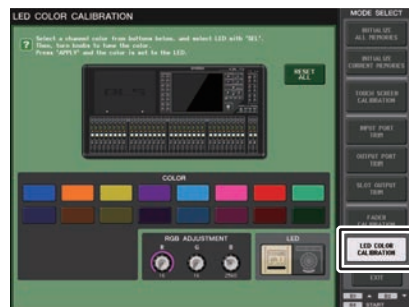 LED COLOR CALIBRATION
Select a channel color from buttons below, and select LED with "SEL".
Then, turn knobs to tune the color.
Press "APPLY" and the color is set to the LED.
RESET
ALL
COLOR
RGB ADJUSTMENT
R
G
B
LED
MODE SELECT
INITIALIZE
ALL MEMORIES
INITIALIZE
CURRENT MEMORIES
TOUCH SCREEN
CALIBRATION
INPUT PORT
TRIM
OUTPUT PORT
TRIM
SLOT OUTPUT
TRIM
FADER
CALIBRATION
LED COLOR
CALIBRATION
EXIT
START